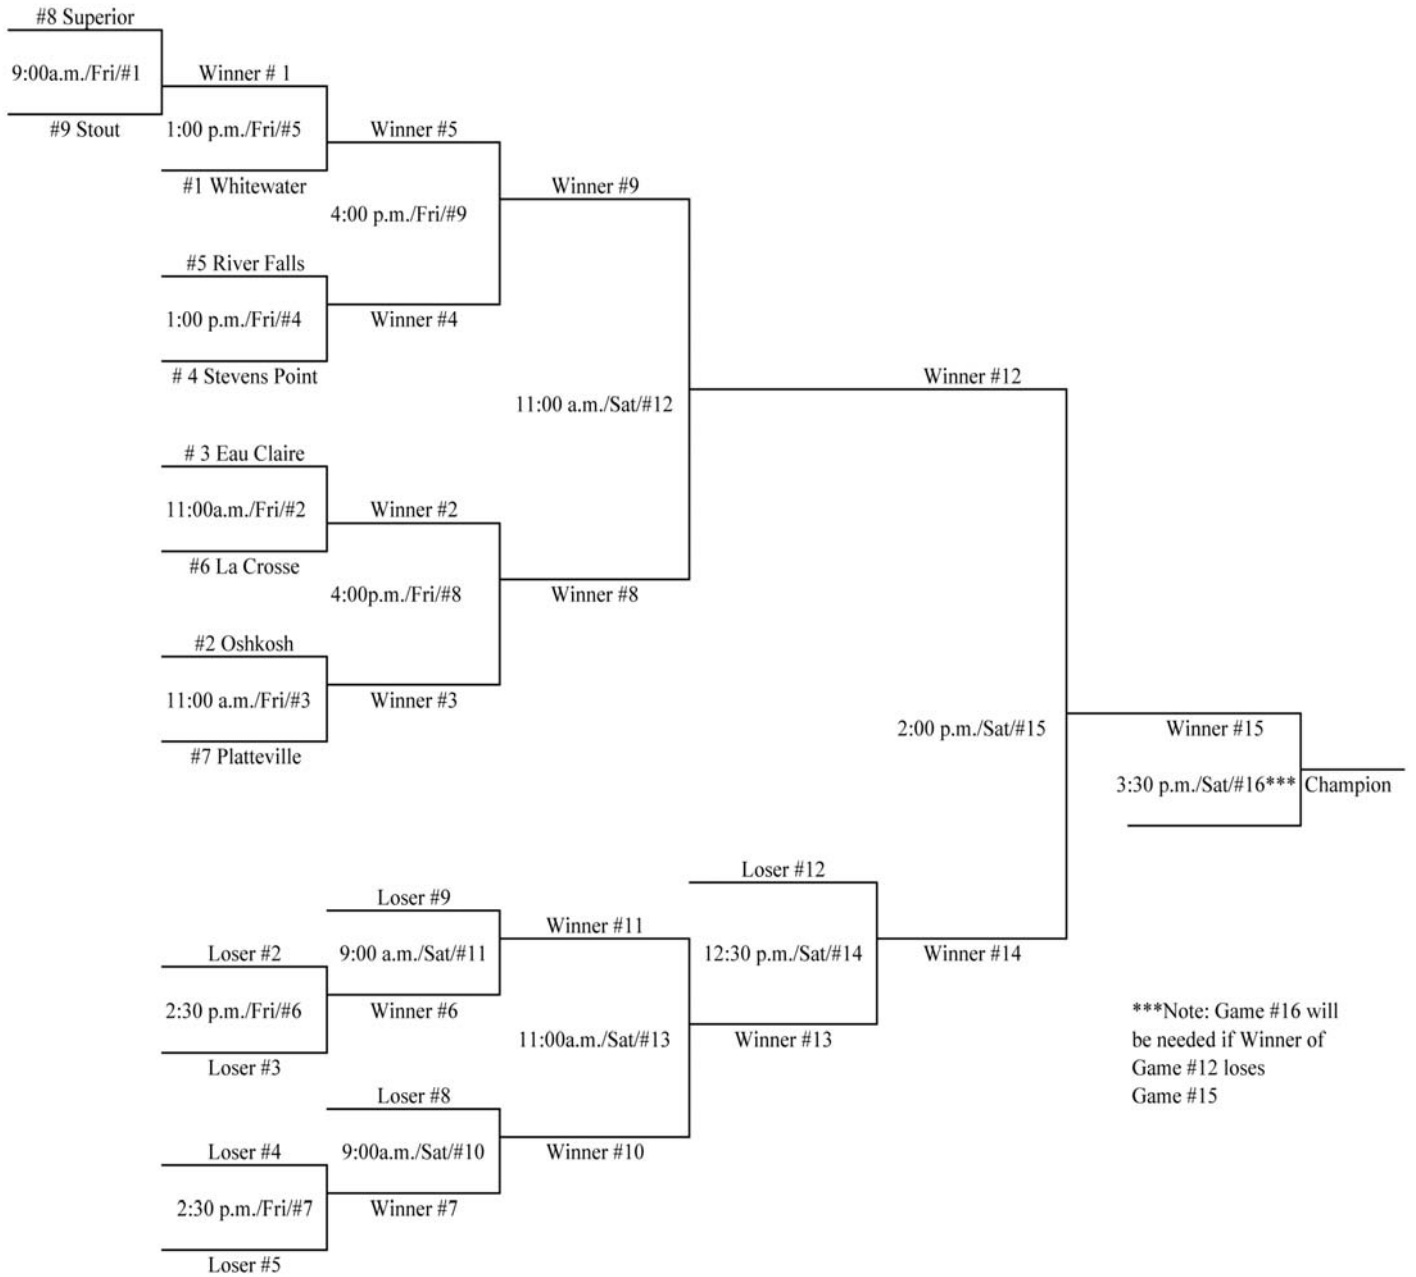 #8 Superior
9:00a.m./Fri/#1
#9 Stout
Winner # 1
1:00 p.m./Fri/#5
#1 Whitewater
Winner #5
4:00 p.m./Fri/#9
Winner #9
#5 River Falls
1:00 p.m./Fri/#4
Winner #4
# 4 Stevens Point
11:00 a.m./Sat/#12
Winner #12
# 3 Eau Claire
11:00a.m./Fri/#2
Winner #2
#6 La Crosse
4:00p.m./Fri/#8
Winner #8
#2 Oshkosh
11:00 a.m./Fri/#3
Winner #3
#7 Platteville
2:00 p.m./Sat/#15
Winner #15
3:30 p.m./Sat/#16***
Champion
Loser #12
Loser #9
Winner #11
Loser #2
9:00 a.m./Sat/#11
12:30 p.m./Sat/#14
Winner #14
2:30 p.m./Fri/#6
Winner #6
11:00a.m./Sat/#13
Winner #13
Loser #3
Loser #8
Loser #4
9:00a.m./Sat/#10
Winner #10
2:30 p.m./Fri/#7
Winner #7
Loser #5
***Note: Game #16 will
be needed if Winner of
Game #12 loses
Game #15